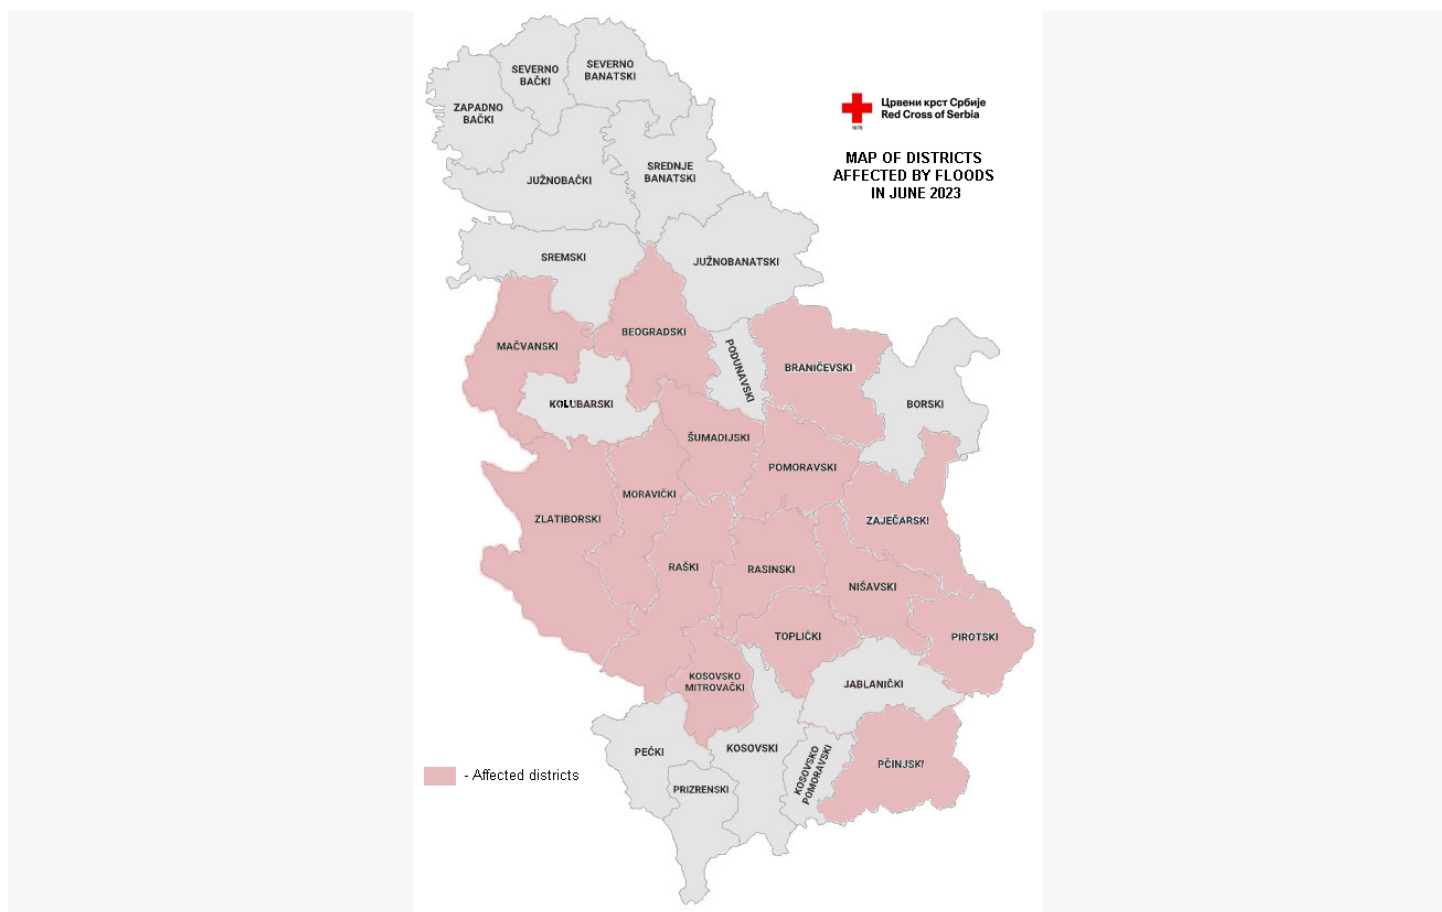 SEVERNO
BAČKI
SEVERNO
BANATSKI
ZAPADNO
BAČKI
Црвени крст Србије
Red Cross of Serbia
1876
MAP OF DISTRICTS
AFFECTED BY FLOODS
IN JUNE 2023
JUŽNOBAČKI
SREDNJE
BANATSKI
SREMSKI
JUŽNOBANATSKI
MAČVANSKI
BEOGRADSKI
PODUNAVSKI
BRANIČEVSKI
KOLUBARSKI
BORSKI
ŠUMADIJSKI
POMORAVSKI
MORAVIČKI
ZLATIBORSKI
ZAJEČARSKI
RAŠKI
RASINSKI
NIŠAVSKI
TOPLIČKI
PIROTSKI
KOSOVSKO
MITROVAČKI
JABLANIČKI
PEĆKI
KOSOVSKI
KOSOVSKO
POMORAVSKI
PČINJSKI
- Affected districts
PRIZRENSKI